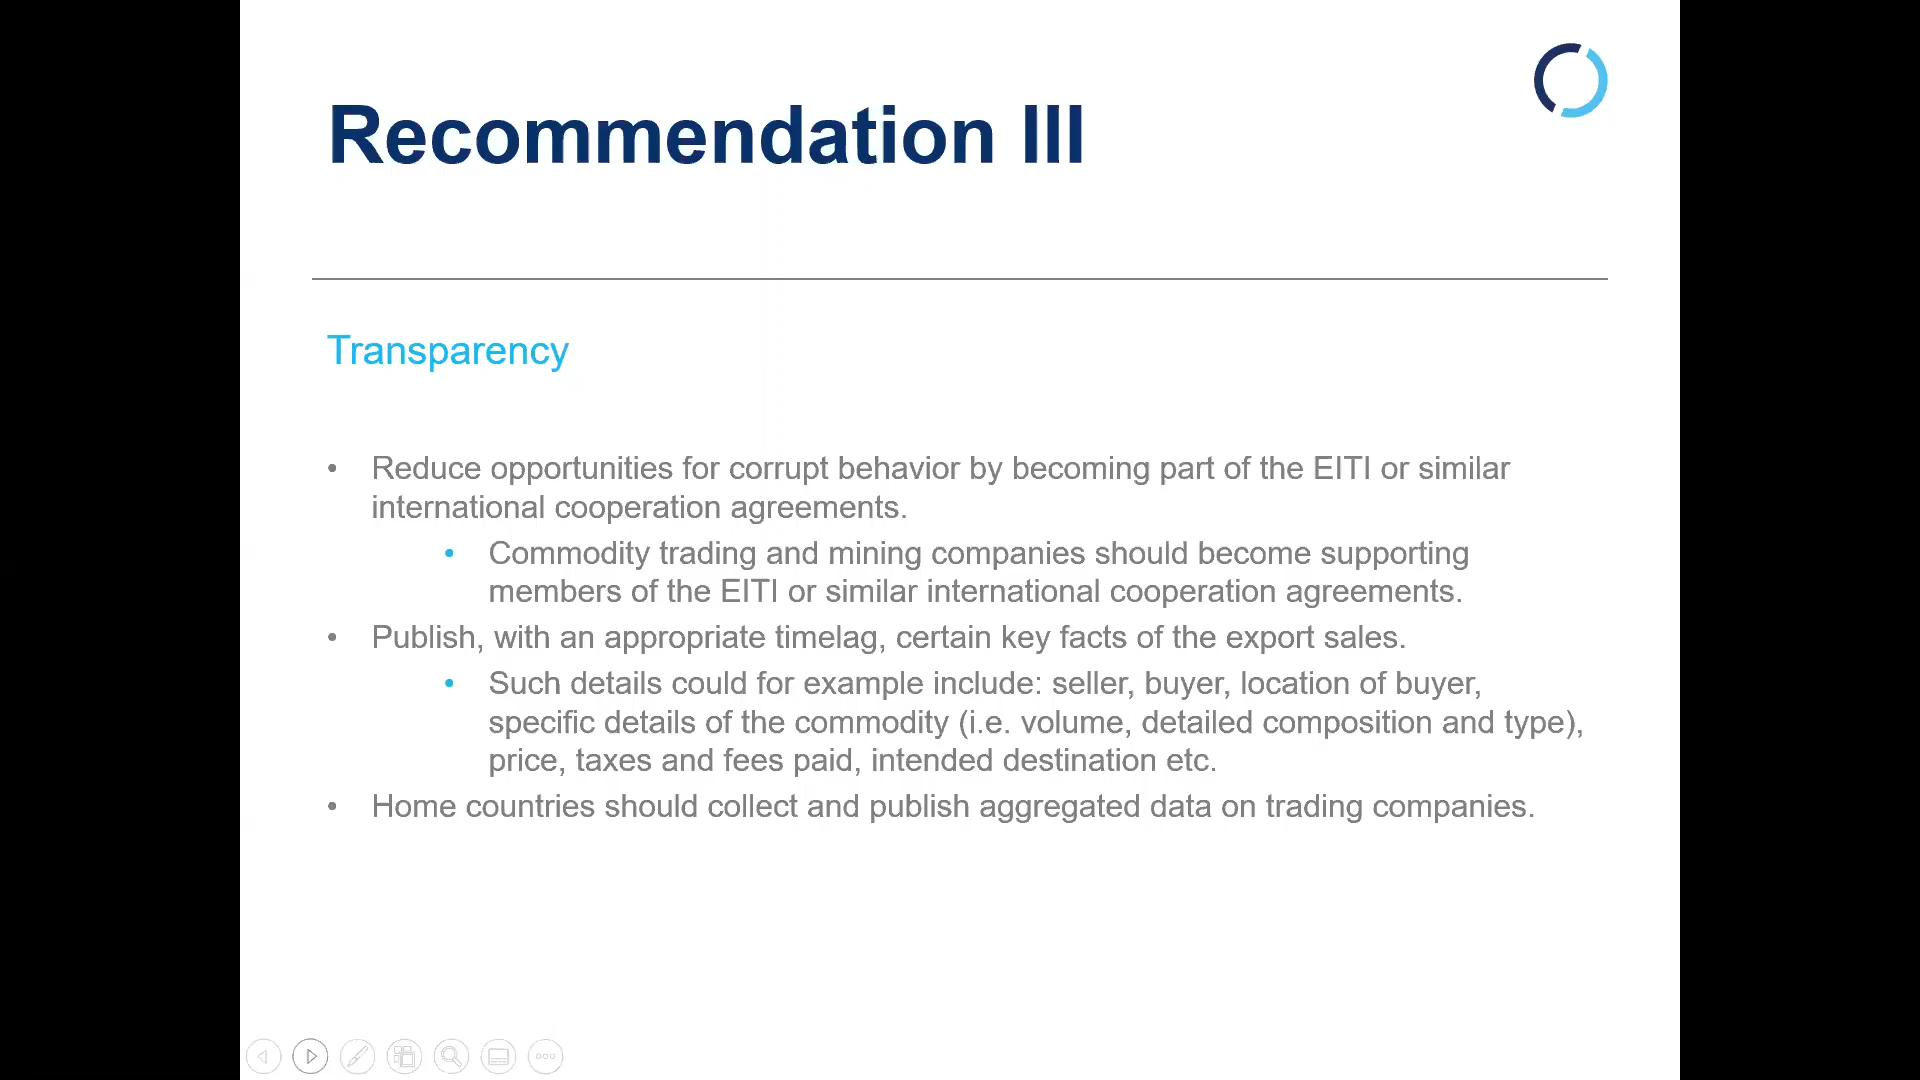 Recommendation III
Transparency
• Reduce opportunities for corrupt behavior by becoming part of the EITI or similar
international cooperation agreements.
• Commodity trading and mining companies should become supporting
members of the EITI or similar international cooperation agreements.
• Publish, with an appropriate timelag, certain key facts of the export sales.
• Such details could for example include: seller, buyer, location of buyer,
specific details of the commodity (i.e. volume, detailed composition and type),
price, taxes and fees paid, intended destination etc.
• Home countries should collect and publish aggregated data on trading companies.